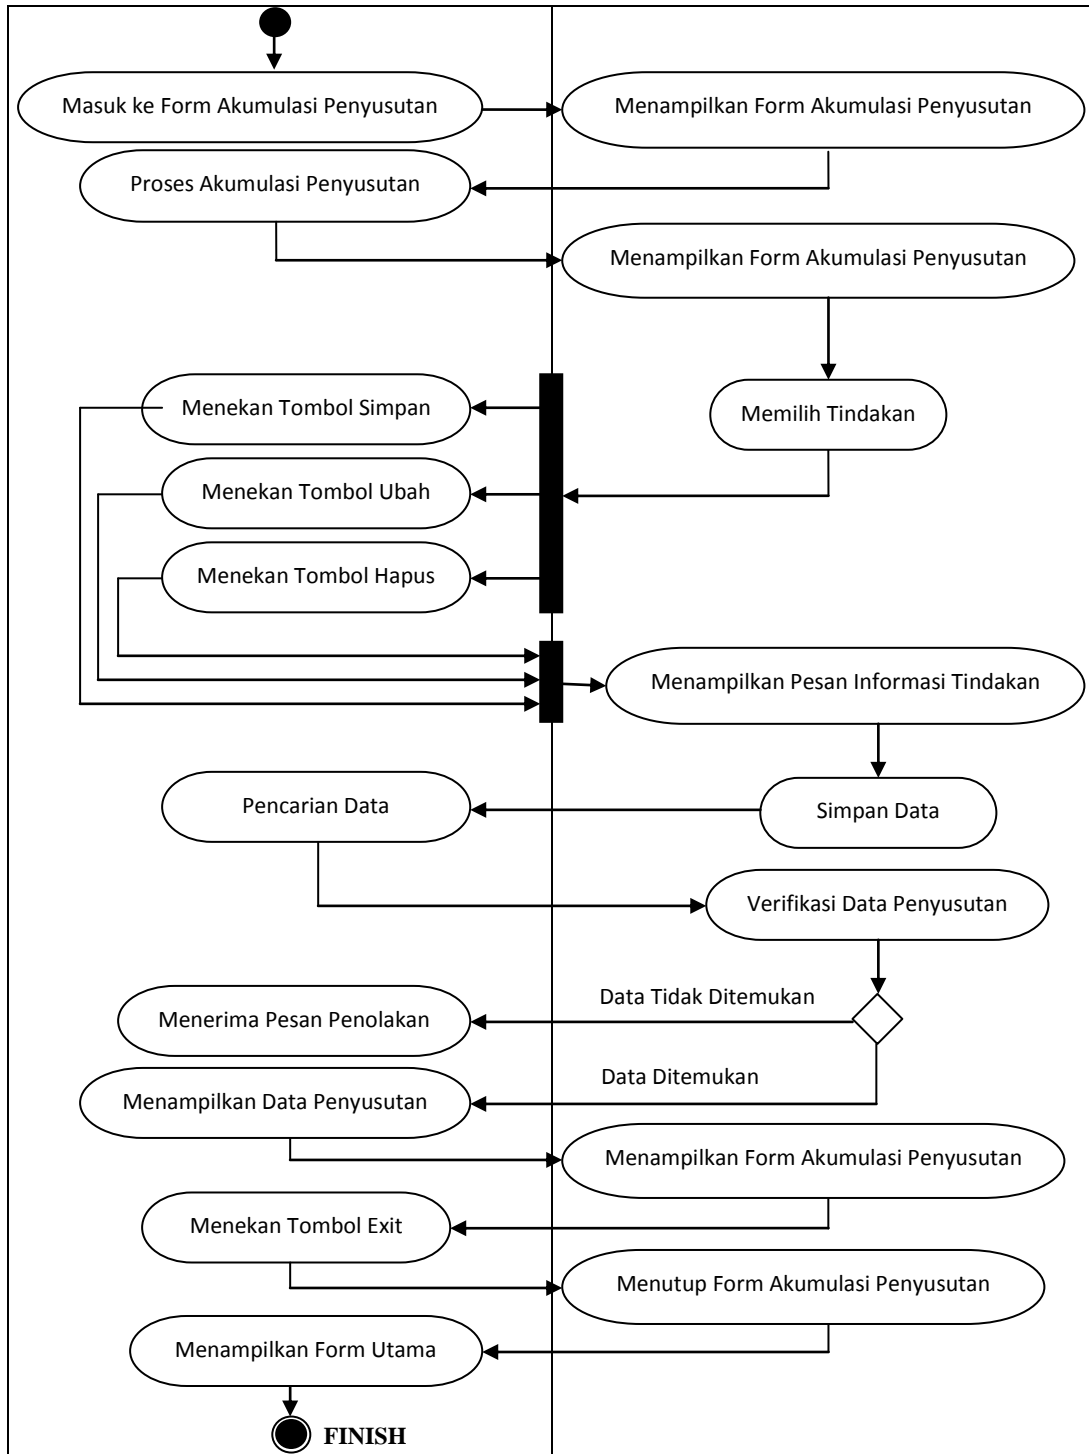 Masuk ke Form Akumulasi Penyusutan
Menampilkan Form Akumulasi Penyusutan
Proses Akumulasi Penyusutan
Menampilkan Form Akumulasi Penyusutan
Menekan Tombol Simpan
Memilih Tindakan
Menekan Tombol Ubah
Menekan Tombol Hapus
Menampilkan Pesan Informasi Tindakan
Pencarian Data
Simpan Data
Verifikasi Data Penyusutan
Data Tidak Ditemukan
Menerima Pesan Penolakan
Data Ditemukan
Menampilkan Data Penyusutan
Menampilkan Form Akumulasi Penyusutan
Menekan Tombol Exit
Menutup Form Akumulasi Penyusutan
Menampilkan Form Utama
FINISH